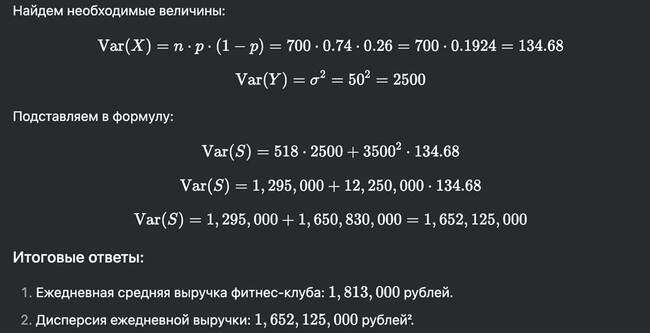 Найдем необходимые величины:
Var(X) = n · p · (1 − p) = 700 · 0.74 · 0.26 = 700 · 0.1924 = 134.68
Var(Y) = σ² = 50² = 2500
Подставляем в формулу:
Var(S) = 518 · 2500 + 3500² · 134.68
Var(S) = 1, 295, 000 + 12, 250, 000 · 134.68
Var(S) = 1, 295, 000 + 1, 650, 830, 000 = 1, 652, 125, 000
Итоговые ответы:
1. Ежедневная средняя выручка фитнес-клуба: 1, 813, 000 рублей.
2. Дисперсия ежедневной выручки: 1, 652, 125, 000 рублей².